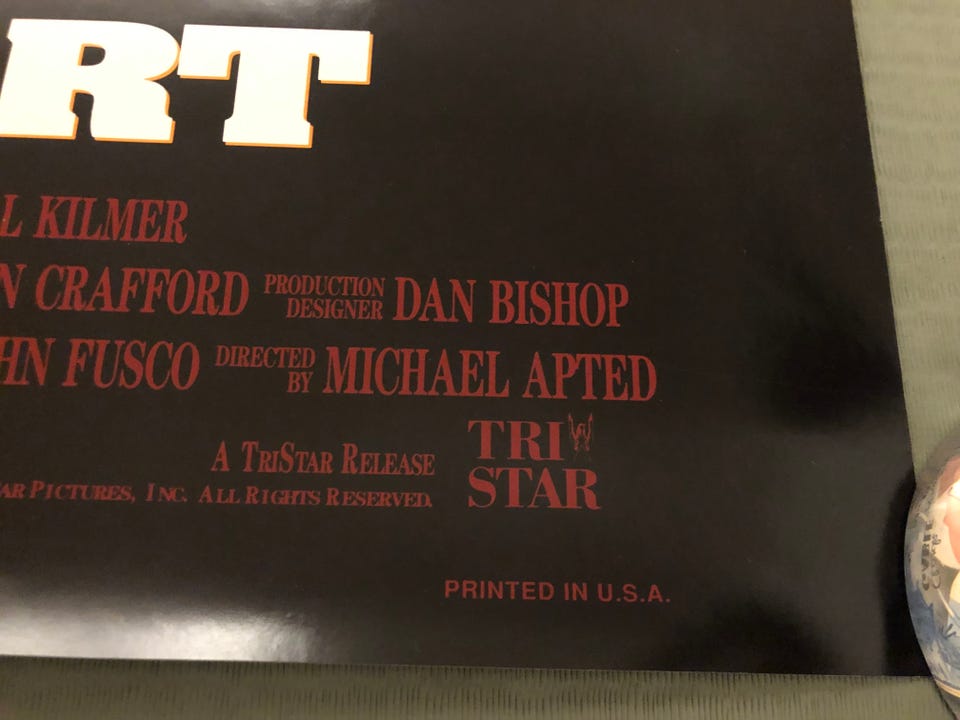 RT
L KILMER
N CRAFFORD PRODUCTION DESIGNER DAN BISHOP
HN FUSCO DIRECTED BY MICHAEL APTED
A TRISTAR RELEASE
AR PICTURES, INC. ALL RIGHTS RESERVED.
TRI
STAR
PRINTED IN U.S.A.